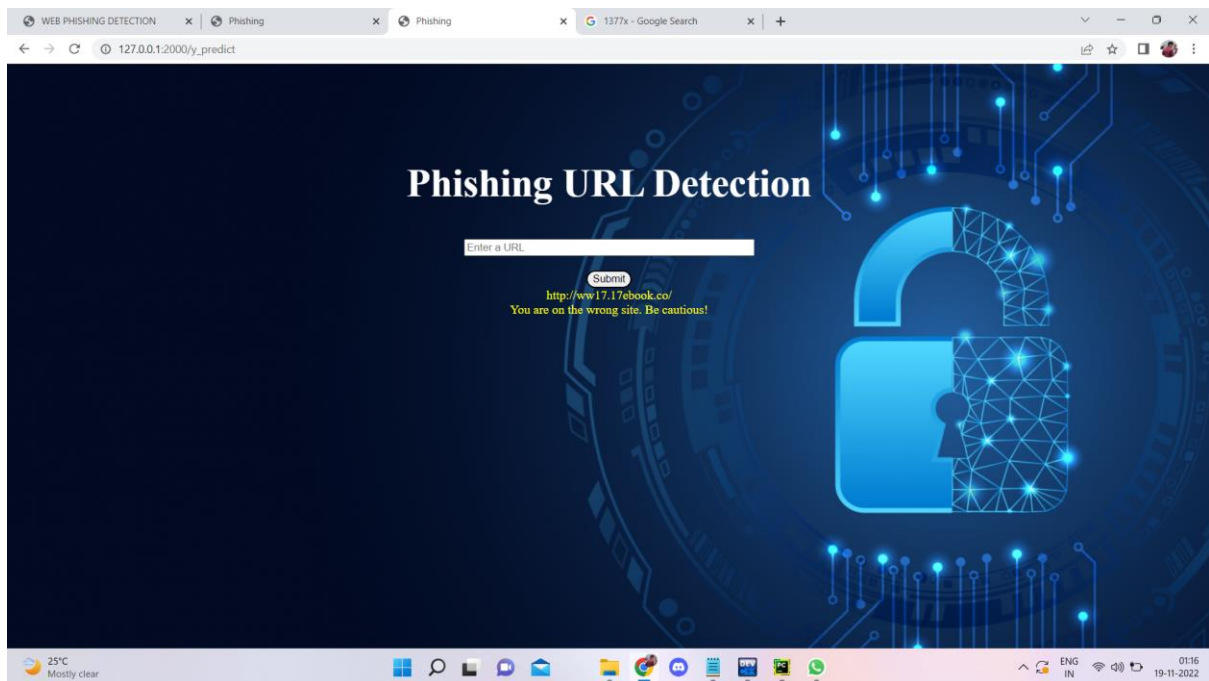 WEB PHISHING DETECTION
Phishing
Phishing
1377x - Google Search
127.0.0.1:2000/y_predict
Phishing URL Detection
Enter a URL
Submit
http://ww17.17ebook.co/
You are on the wrong site. Be cautious!
25°C
Mostly clear
ENG
IN
01:16
19-11-2022